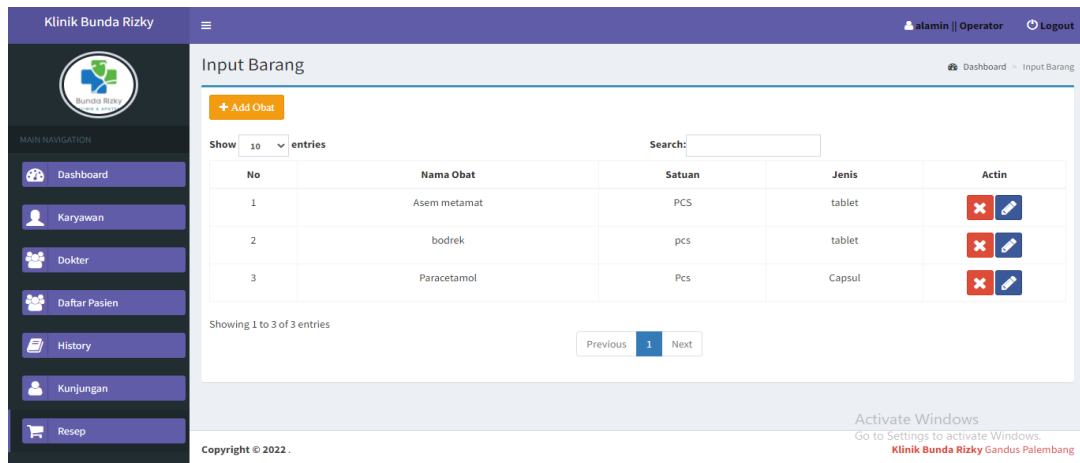 Klinik Bunda Rizky
alamin || Operator Logout
Bunda Rizky
Input Barang
Dashboard > Input Barang
+ Add Obat
MAIN NAVIGATION
Dashboard
Karyawan
Dokter
Daftar Pasien
History
Kunjungan
Resep
Show 10 entries Search:
No Nama Obat Satuan Jenis Actin
1 Asem metamat PCS tablet
2 bodrek pcs tablet
3 Paracetamol Pcs Capsul
Showing 1 to 3 of 3 entries
Previous 1 Next
Activate Windows
Go to Settings to activate Windows.
Copyright © 2022 . Klinik Bunda Rizky Gandus Palembang